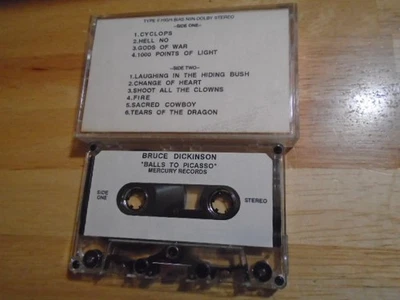 TYPE II HIGH BIAS NON-DOLBY STEREO
--SIDE ONE--
1.CYCLOPS
2.HELL NO
3.GODS OF WAR
4.1000 POINTS OF LIGHT
--SIDE TWO--
1.LAUGHING IN THE HIDING BUSH
2.CHANGE OF HEART
3.SHOOT ALL THE CLOWNS
4.FIRE
5.SACRED COWBOY
6.TEARS OF THE DRAGON
BRUCE DICKINSON
"BALLS TO PICASSO"
MERCURY RECORDS
SIDE
ONE
STEREO